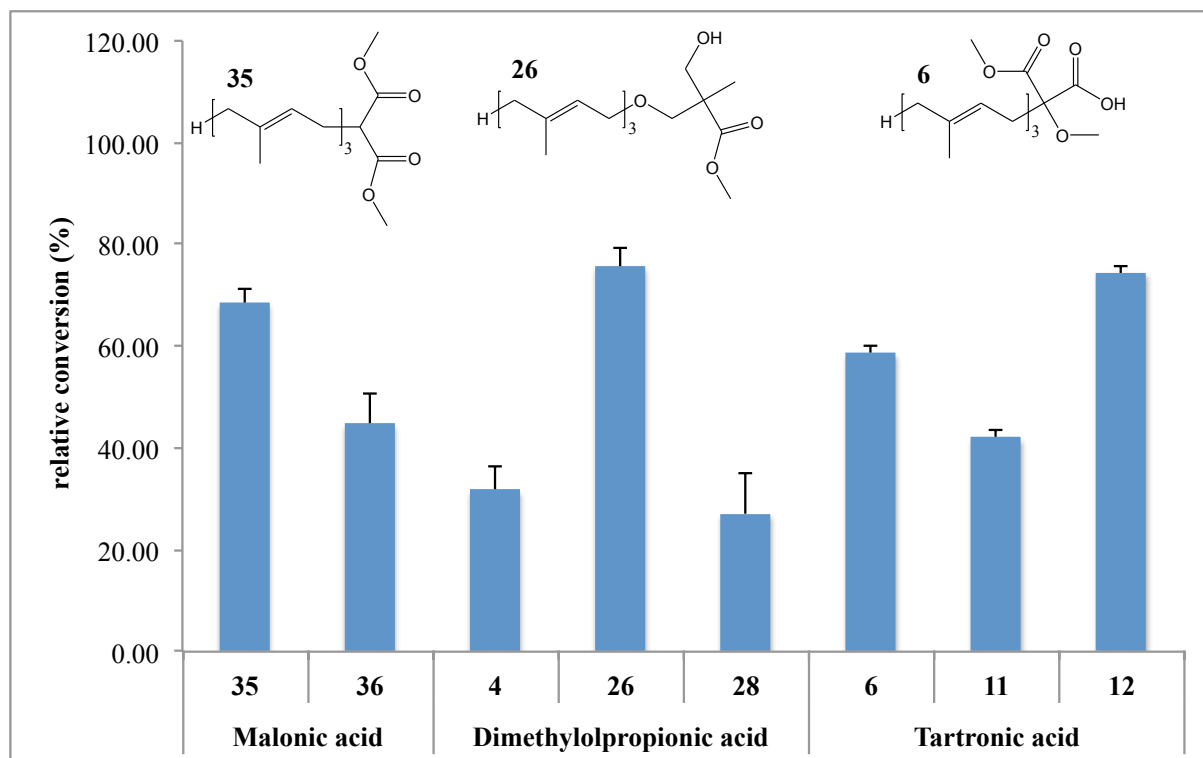 120.00
100.00
80.00
60.00
40.00
20.00
0.00
relative conversion (%)
35
H
3
O
O
O
O
26
H
3
O
OH
O
O
6
H
3
O
O
O
OH
O
35 36 4 26 28 6 11 12
Malonic acid Dimethylolpropionic acid Tartronic acid